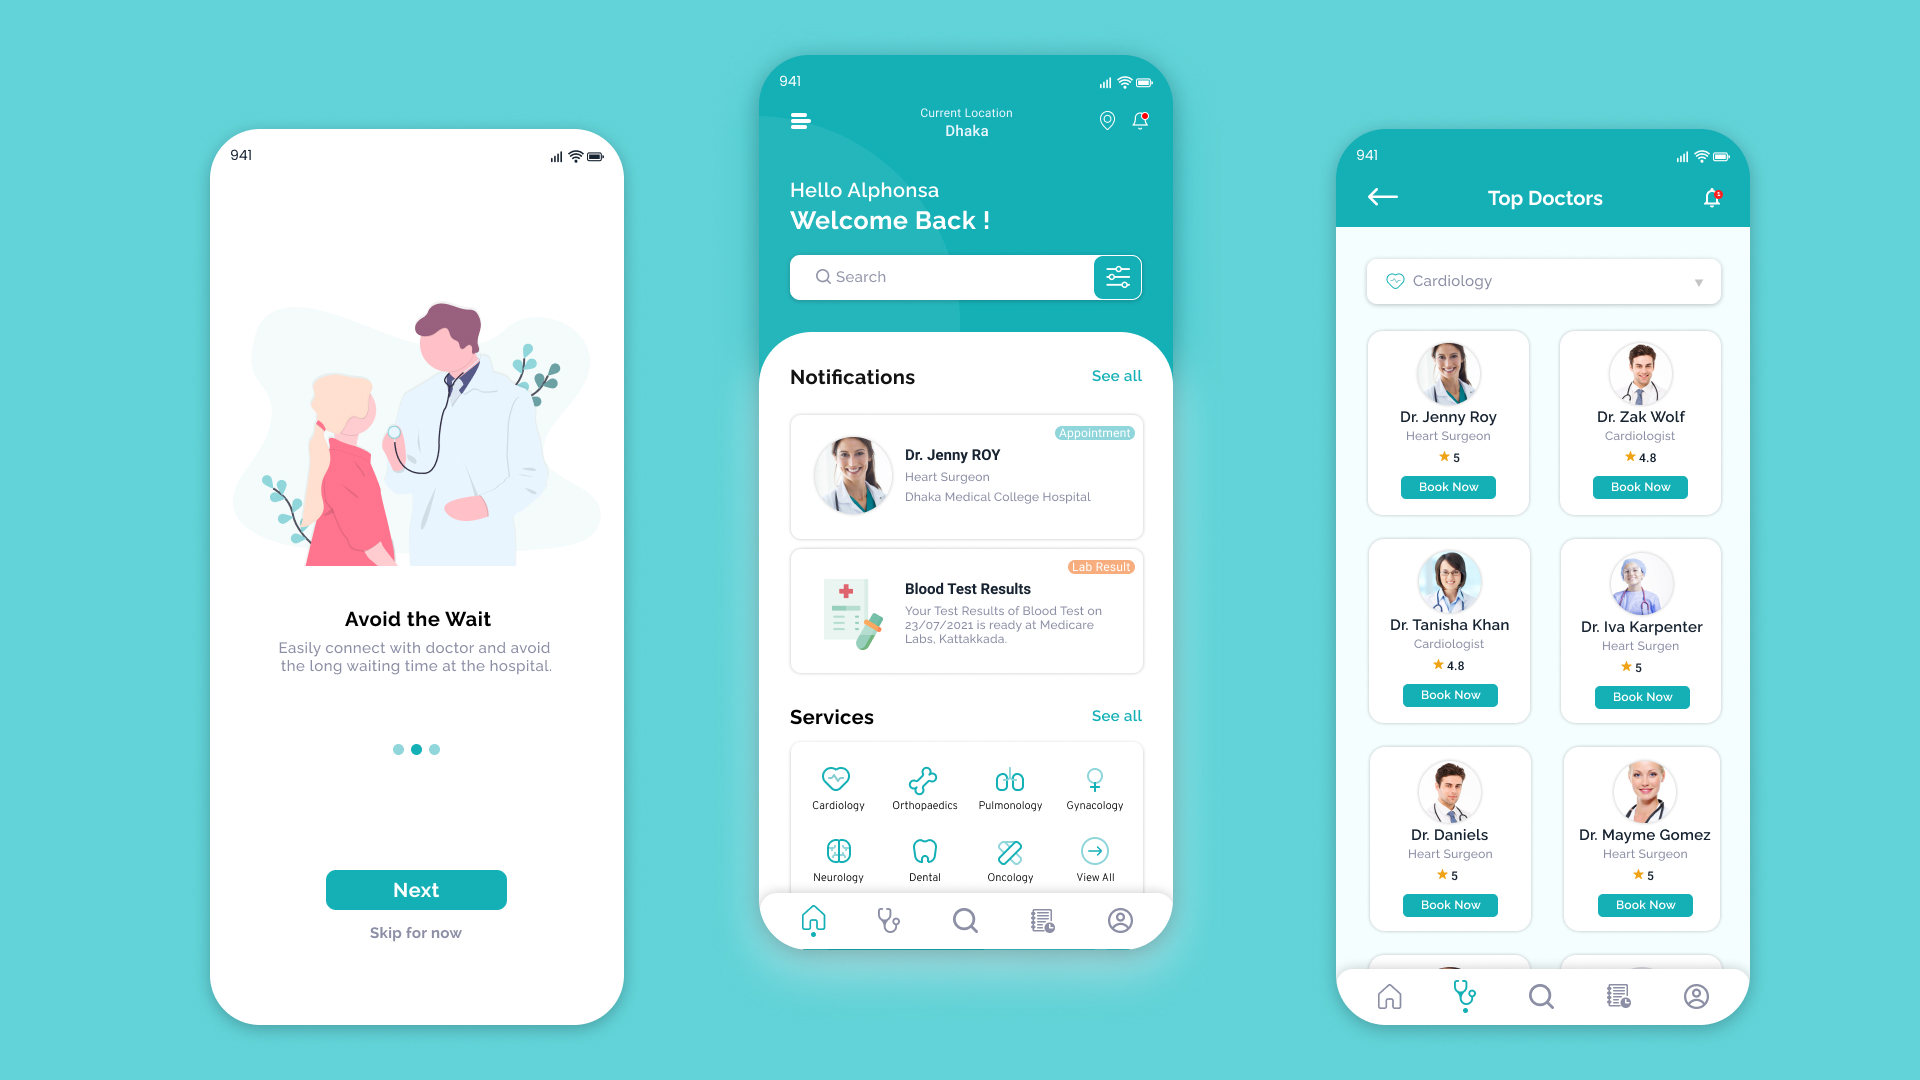 941
Avoid the Wait
Easily connect with doctor and avoid
the long waiting time at the hospital.
Next
Skip for now
941
Current Location
Dhaka
Hello Alphonsa
Welcome Back !
Search
Notifications
See all
Appointment
Dr. Jenny ROY
Heart Surgeon
Dhaka Medical College Hospital
Lab Result
Blood Test Results
Your Test Results of Blood Test on
23/07/2021 is ready at Medicare
Labs, Kattakkada.
Services
See all
Cardiology Orthopaedics Pulmonology Gynacology
Neurology Dental Oncology View All
941
Top Doctors
Cardiology
Dr. Jenny Roy
Heart Surgeon
5
Book Now
Dr. Zak Wolf
Cardiologist
4.8
Book Now
Dr. Tanisha Khan
Cardiologist
4.8
Book Now
Dr. Iva Karpenter
Heart Surgen
5
Book Now
Dr. Daniels
Heart Surgeon
5
Book Now
Dr. Mayme Gomez
Heart Surgeon
5
Book Now